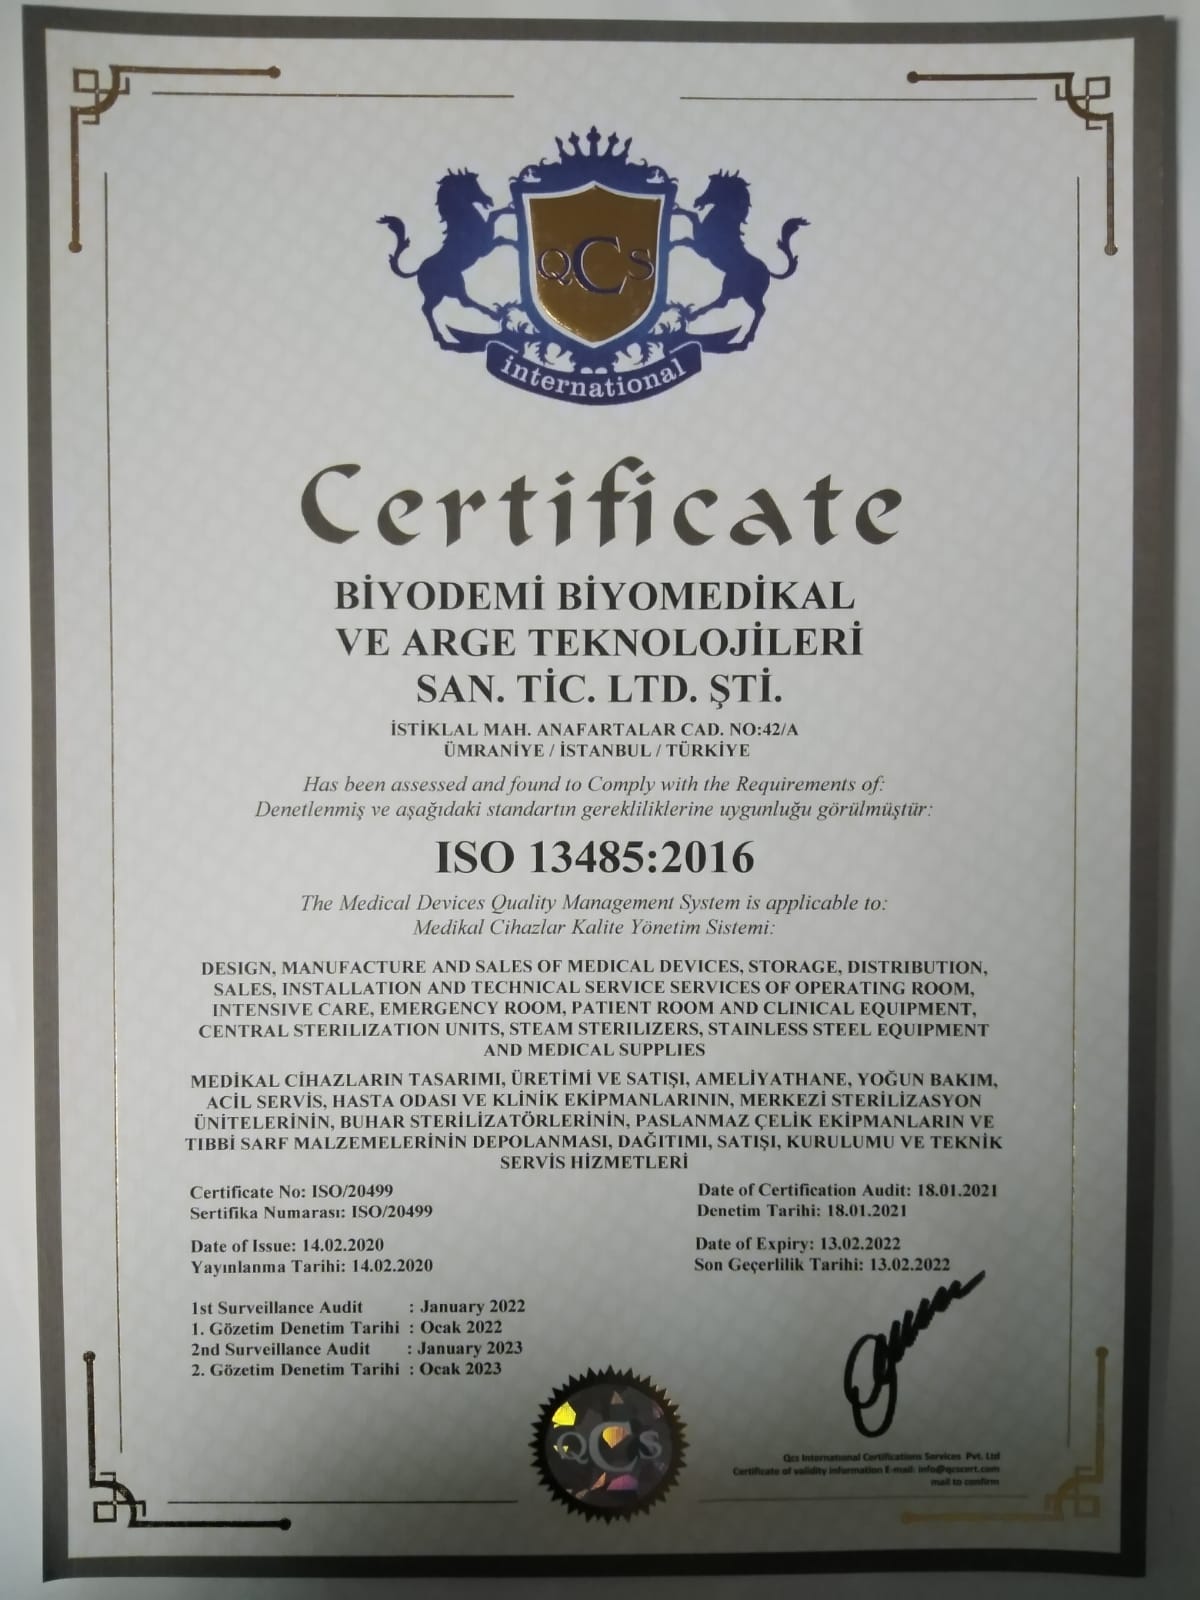 QCS
international
Certificate
BİYODEMİ BİYOMEDİKAL
VE ARGE TEKNOLOJİLERİ
SAN. TİC. LTD. ŞTİ.
İSTİKLAL MAH. ANAFARTALAR CAD. NO:42/A
ÜMRANİYE / İSTANBUL / TÜRKİYE
Has been assessed and found to Comply with the Requirements of:
Denetlenmiş ve aşağıdaki standartın gerekliliklerine uygunluğu görülmüştür:
ISO 13485:2016
The Medical Devices Quality Management System is applicable to:
Medikal Cihazlar Kalite Yönetim Sistemi:
DESIGN, MANUFACTURE AND SALES OF MEDICAL DEVICES, STORAGE, DISTRIBUTION,
SALES, INSTALLATION AND TECHNICAL SERVICE SERVICES OF OPERATING ROOM,
INTENSIVE CARE, EMERGENCY ROOM, PATIENT ROOM AND CLINICAL EQUIPMENT,
CENTRAL STERILIZATION UNITS, STEAM STERILIZERS, STAINLESS STEEL EQUIPMENT
AND MEDICAL SUPPLIES
MEDİKAL CİHAZLARIN TASARIMI, ÜRETİMİ VE SATIŞI, AMELİYATHANE, YOĞUN BAKIM,
ACİL SERVİS, HASTA ODASI VE KLİNİK EKİPMANLARININ, MERKEZİ STERİLİZASYON
ÜNİTELERİNİN, BUHAR STERİLİZATÖRLERİNİN, PASLANMAZ ÇELİK EKİPMANLARIN VE
TIBBİ SARF MALZEMELERİNİN DEPOLANMASI, DAĞITIMI, SATIŞI, KURULUMU VE TEKNİK
SERVİS HİZMETLERİ
Certificate No: ISO/20499
Sertifika Numarası: ISO/20499
Date of Certification Audit: 18.01.2021
Denetim Tarihi: 18.01.2021
Date of Issue: 14.02.2020
Yayınlanma Tarihi: 14.02.2020
Date of Expiry: 13.02.2022
Son Geçerlilik Tarihi: 13.02.2022
1st Surveillance Audit : January 2022
1. Gözetim Denetim Tarihi : Ocak 2022
2nd Surveillance Audit : January 2023
2. Gözetim Denetim Tarihi : Ocak 2023
QCS
Qcs International Certifications Services Pvt. Ltd
Certificate of validity information E-mail: info@qcscert.com
mail to confirm